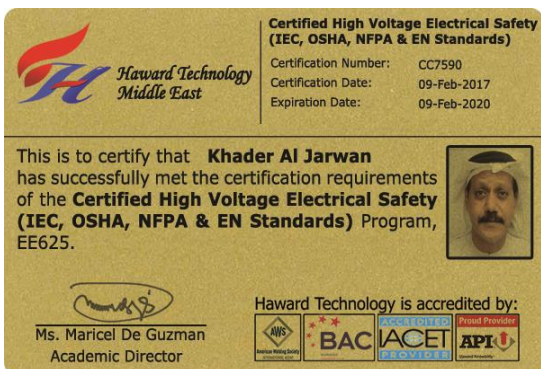 Haward Technology
Middle East
Certified High Voltage Electrical Safety
(IEC, OSHA, NFPA & EN Standards)
Certification Number: CC7590
Certification Date: 09-Feb-2017
Expiration Date: 09-Feb-2020
This is to certify that Khader Al Jarwan
has successfully met the certification requirements
of the Certified High Voltage Electrical Safety
(IEC, OSHA, NFPA & EN Standards) Program,
EE625.
Ms. Maricel De Guzman
Academic Director
Haward Technology is accredited by:
AWS
American Welding Society
BAC
ACCREDITED
IACET
PROVIDER
Proud Provider
API U